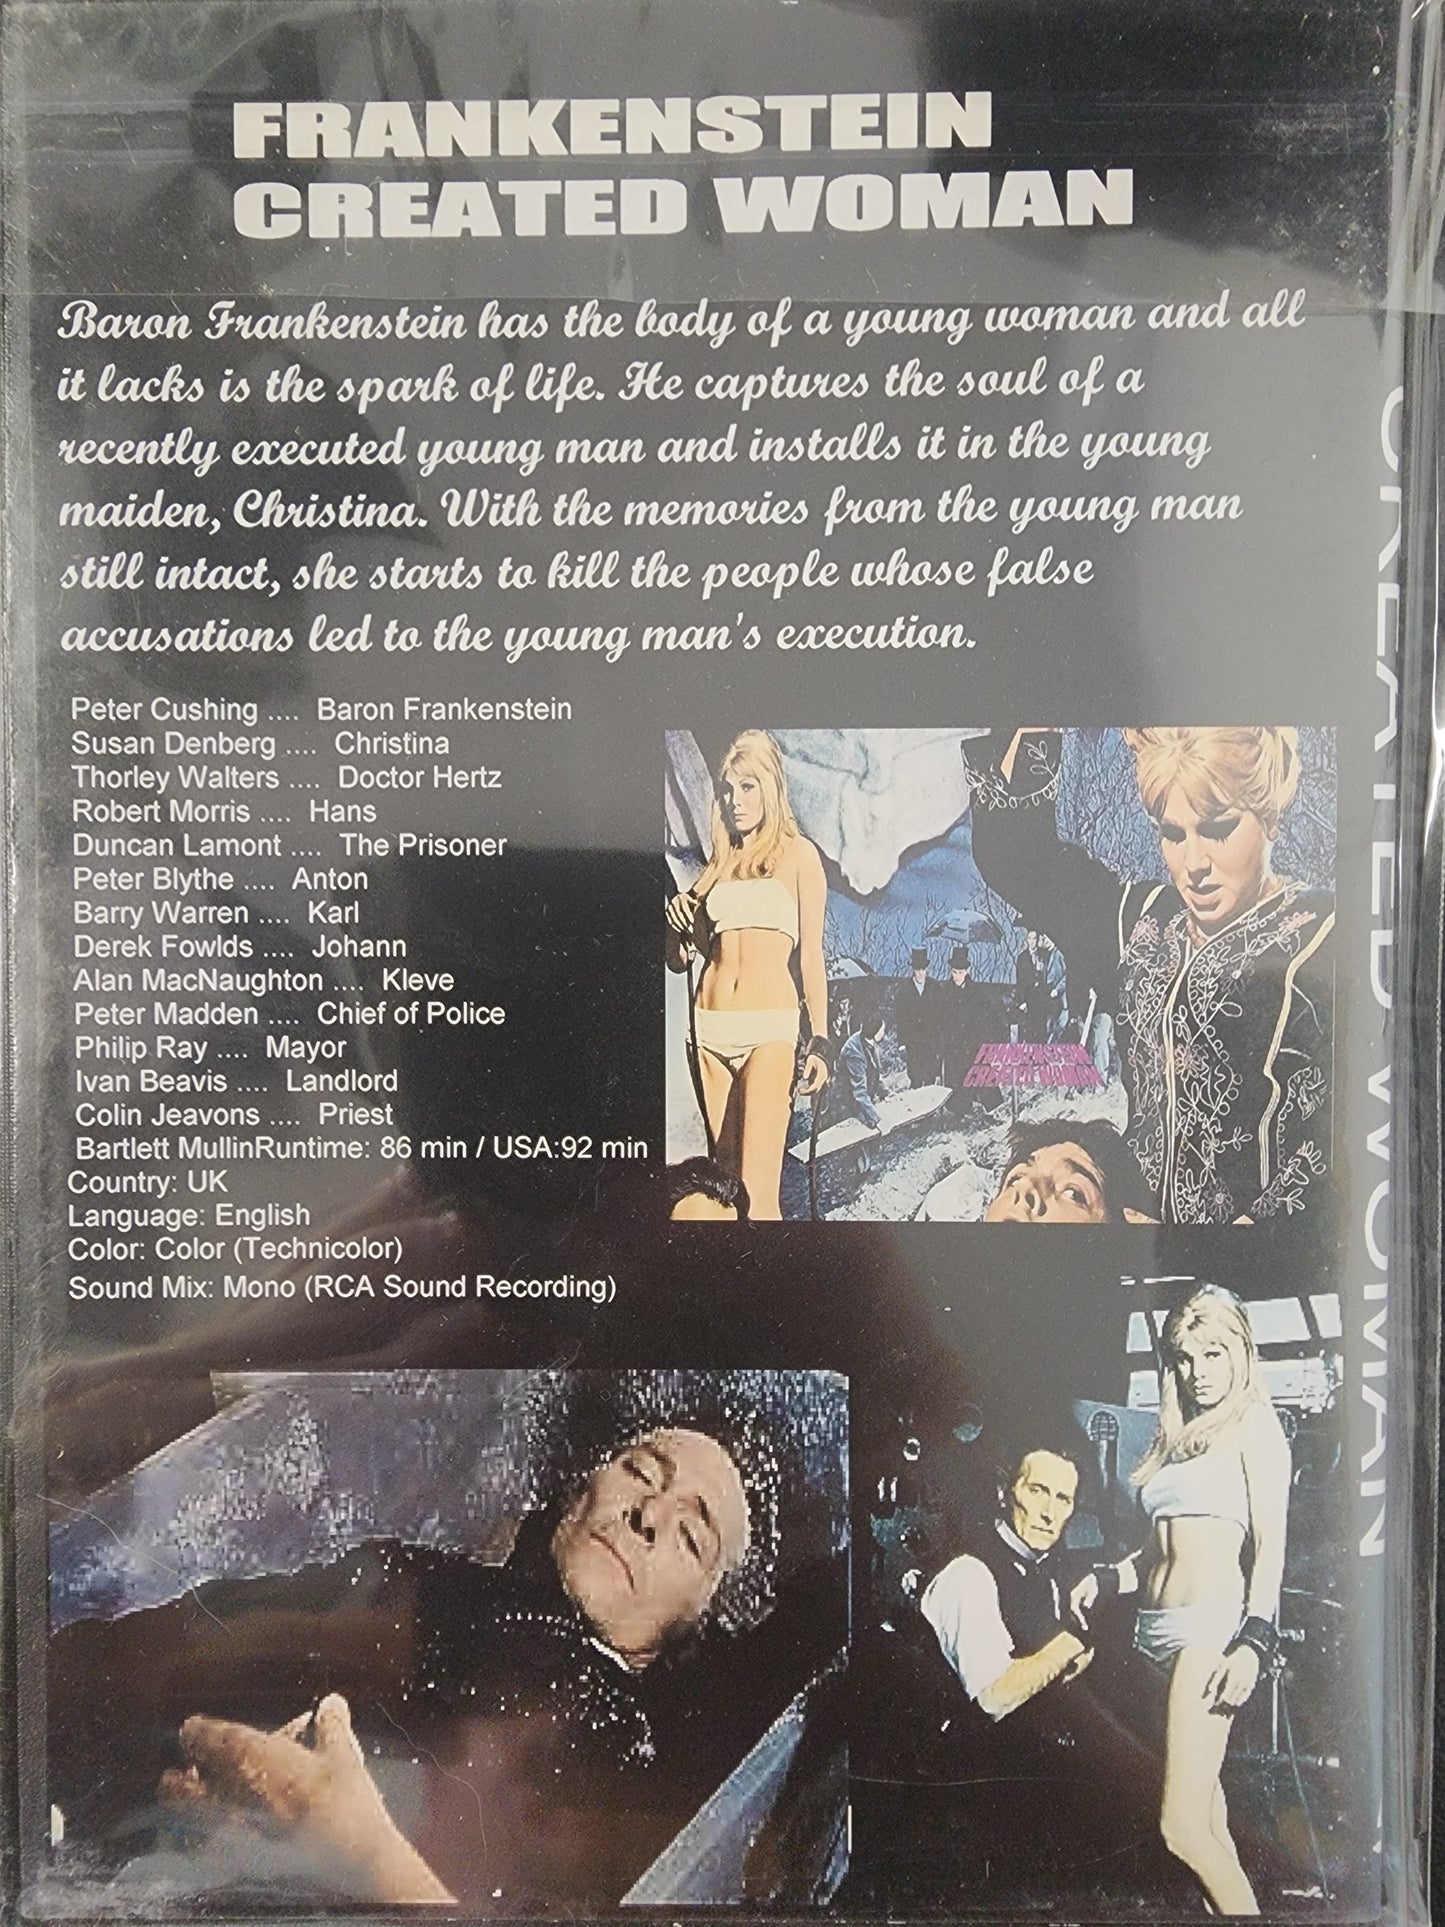 FRANKENSTEIN
CREATED WOMAN
Baron Frankenstein has the body of a young woman and all
it lacks is the spark of life. He captures the soul of a
recently executed young man and installs it in the young
maiden, Christina. With the memories from the young man
still intact, she starts to kill the people whose false
accusations led to the young man's execution.
Peter Cushing .... Baron Frankenstein
Susan Denberg .... Christina
Thorley Walters .... Doctor Hertz
Robert Morris .... Hans
Duncan Lamont .... The Prisoner
Peter Blythe .... Anton
Barry Warren .... Karl
Derek Fowlds .... Johann
Alan MacNaughton .... Kleve
Peter Madden .... Chief of Police
Philip Ray .... Mayor
Ivan Beavis .... Landlord
Colin Jeavons .... Priest
Bartlett MullinRuntime: 86 min / USA:92 min
Country: UK
Language: English
Color: Color (Technicolor)
Sound Mix: Mono (RCA Sound Recording)
FRANKENSTEIN
CREATED WOMAN
CREATED WOMAN